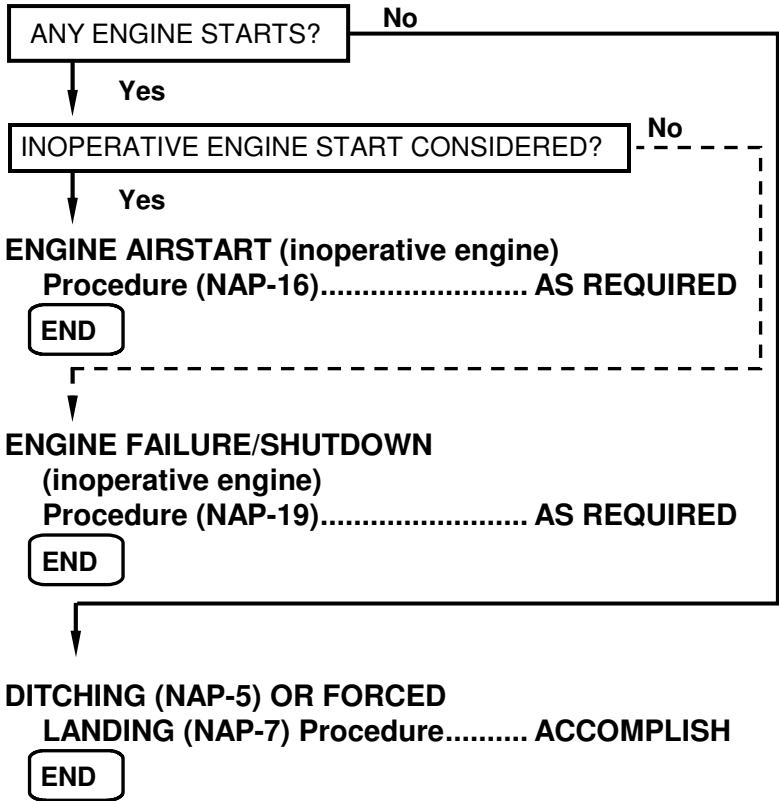 ANY ENGINE STARTS?
No
Yes
INOPERATIVE ENGINE START CONSIDERED?
No
Yes
ENGINE AIRSTART (inoperative engine)
Procedure (NAP-16)......................... AS REQUIRED
END
ENGINE FAILURE/SHUTDOWN
(inoperative engine)
Procedure (NAP-19)......................... AS REQUIRED
END
DITCHING (NAP-5) OR FORCED
LANDING (NAP-7) Procedure.......... ACCOMPLISH
END